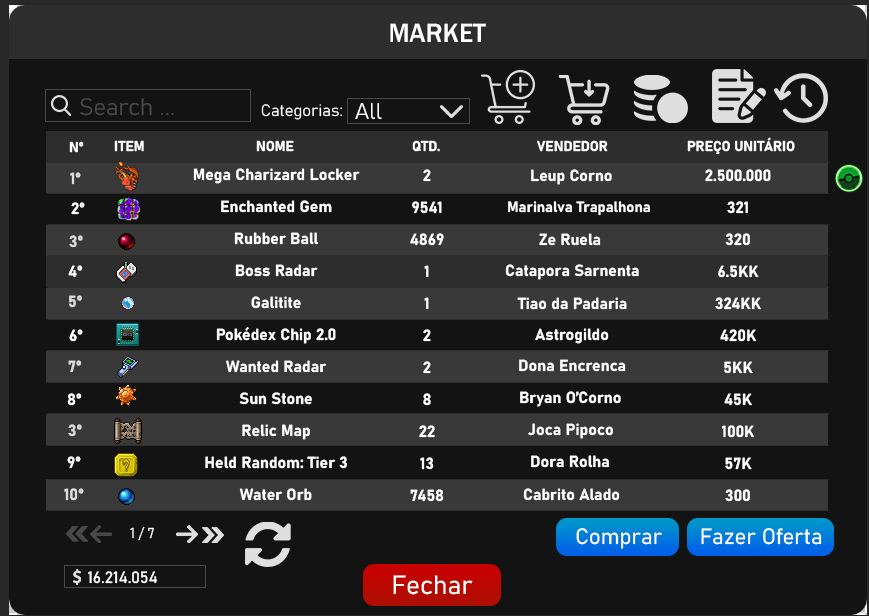 MARKET
Search ... Categorias: All
Nº ITEM NOME QTD. VENDEDOR PREÇO UNITÁRIO
1º Mega Charizard Locker 2 Leup Corno 2.500.000
2º Enchanted Gem 9541 Marinalva Trapalhona 321
3º Rubber Ball 4869 Ze Ruela 320
4º Boss Radar 1 Catapora Sarnenta 6.5KK
5º Galitite 1 Tiao da Padaria 324KK
6º Pokédex Chip 2.0 2 Astrogildo 420K
7º Wanted Radar 2 Dona Encrenca 5KK
8º Sun Stone 8 Bryan O'Corno 45K
3º Relic Map 22 Joca Pipoco 100K
9º Held Random: Tier 3 13 Dora Rolha 57K
10º Water Orb 7458 Cabrito Alado 300
1/7 Comprar Fazer Oferta
$ 16.214.054
Fechar